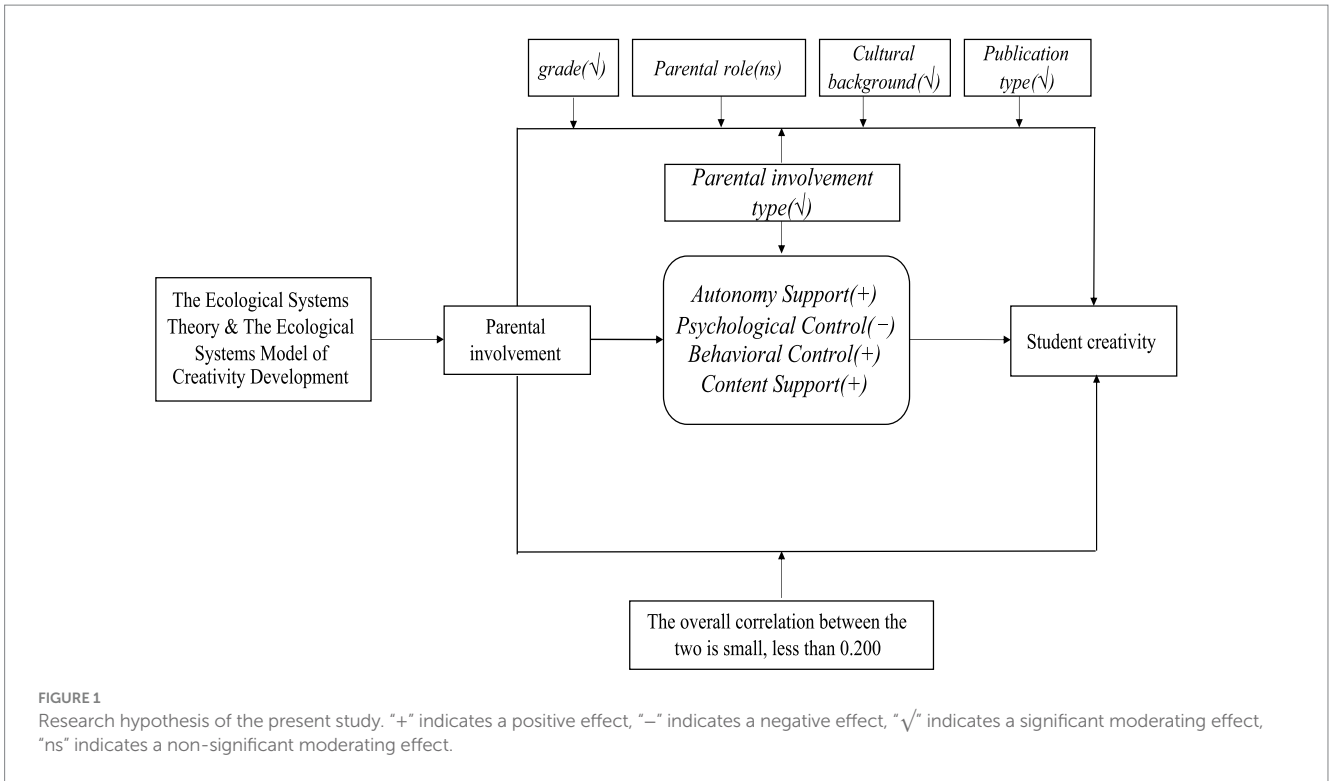 grade(√)
Parental role(ns)
Cultural
background(√)
Publication
type(√)
Parental involvement
type(√)
The Ecological Systems
Theory & The Ecological
Systems Model of
Creativity Development
Parental
involvement
Autonomy Support(+)
Psychological Control(−)
Behavioral Control(+)
Content Support(+)
Student creativity
The overall correlation between the
two is small, less than 0.200
FIGURE 1
Research hypothesis of the present study. “+” indicates a positive effect, “−” indicates a negative effect, “√” indicates a significant moderating effect,
“ns” indicates a non-significant moderating effect.